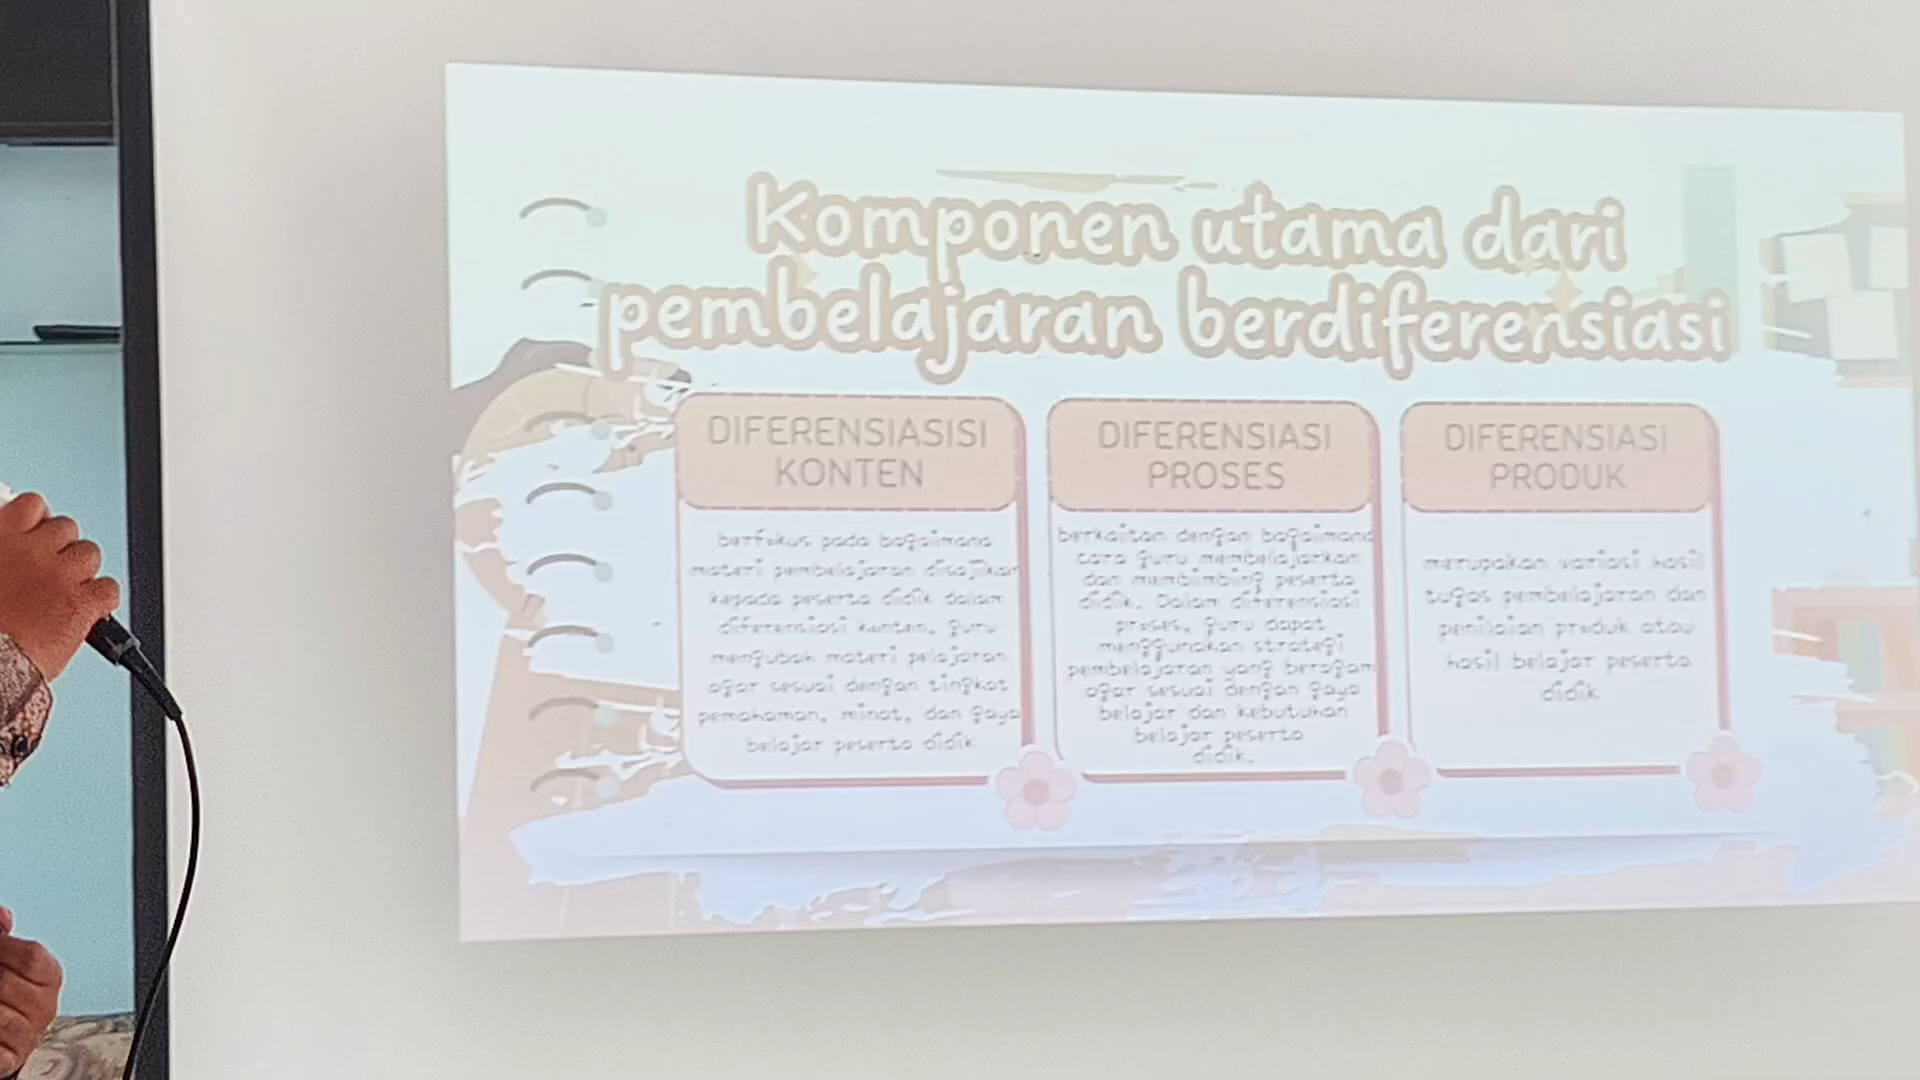 Komponen utama dari
pembelajaran berdiferensiasi
DIFERENSIASISI
KONTEN
berfokus pada bagaimana
materi pembelajaran disajikan
kepada peserta didik dalam
diferensiasi konten, guru
mengubah materi pelajaran
agar sesuai dengan tingkat
pemahaman, minat, dan gaya
belajar peserta didik
DIFERENSIASI
PROSES
berkaitan dengan bagaimana
cara guru membelajarkan
dan membimbing peserta
didik. Dalam diferensiasi
proses, guru dapat
menggunakan strategi
pembelajaran yang beragam
agar sesuai dengan gaya
belajar dan kebutuhan
belajar peserta
didik.
DIFERENSIASI
PRODUK
merupakan variasi hasil
tugas pembelajaran dan
penilaian produk atau
hasil belajar peserta
didik